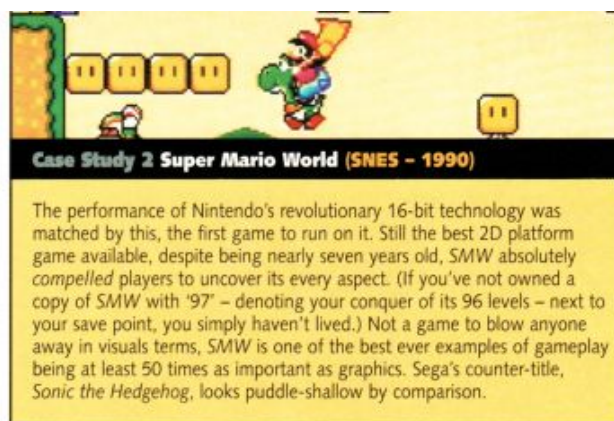 Case Study 2 Super Mario World (SNES – 1990)
The performance of Nintendo's revolutionary 16-bit technology was
matched by this, the first game to run on it. Still the best 2D platform
game available, despite being nearly seven years old, SMW absolutely
compelled players to uncover its every aspect. (If you've not owned a
copy of SMW with '97' – denoting your conquer of its 96 levels – next to
your save point, you simply haven't lived.) Not a game to blow anyone
away in visuals terms, SMW is one of the best ever examples of gameplay
being at least 50 times as important as graphics. Sega's counter-title,
Sonic the Hedgehog, looks puddle-shallow by comparison.